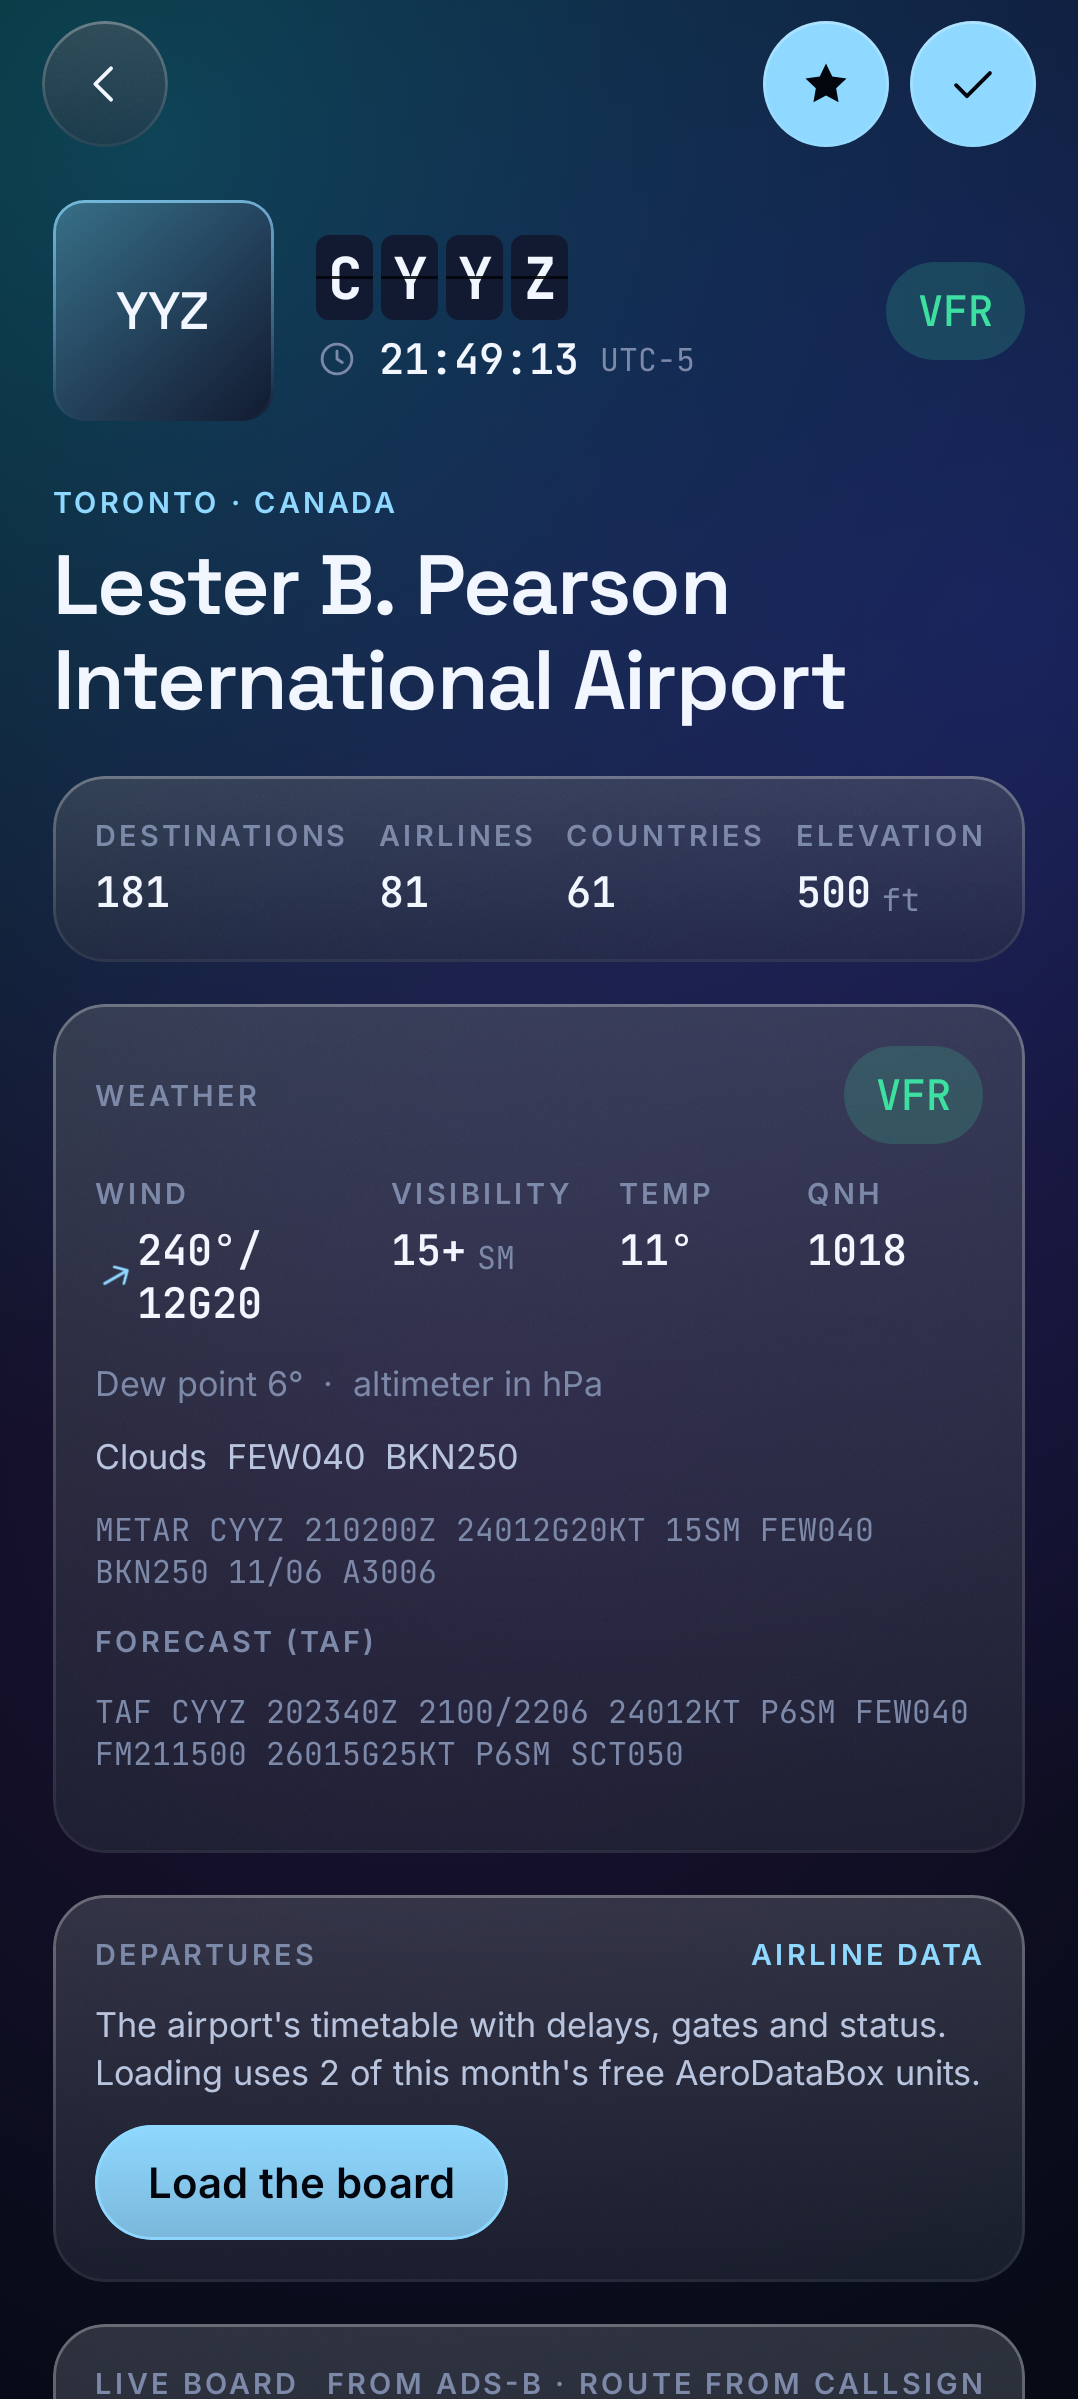 YYZ
CYYZ
21:49:13 UTC-5
VFR
TORONTO · CANADA
Lester B. Pearson
International Airport
DESTINATIONS AIRLINES COUNTRIES ELEVATION
181 81 61 500 ft
WEATHER VFR
WIND VISIBILITY TEMP QNH
240°/ 15+ SM 11° 1018
12G20
Dew point 6° · altimeter in hPa
Clouds FEW040 BKN250
METAR CYYZ 210200Z 24012G20KT 15SM FEW040
BKN250 11/06 A3006
FORECAST (TAF)
TAF CYYZ 202340Z 2100/2206 24012KT P6SM FEW040
FM211500 26015G25KT P6SM SCT050
DEPARTURES AIRLINE DATA
The airport's timetable with delays, gates and status.
Loading uses 2 of this month's free AeroDataBox units.
Load the board
LIVE BOARD FROM ADS-B · ROUTE FROM CALLSIGN